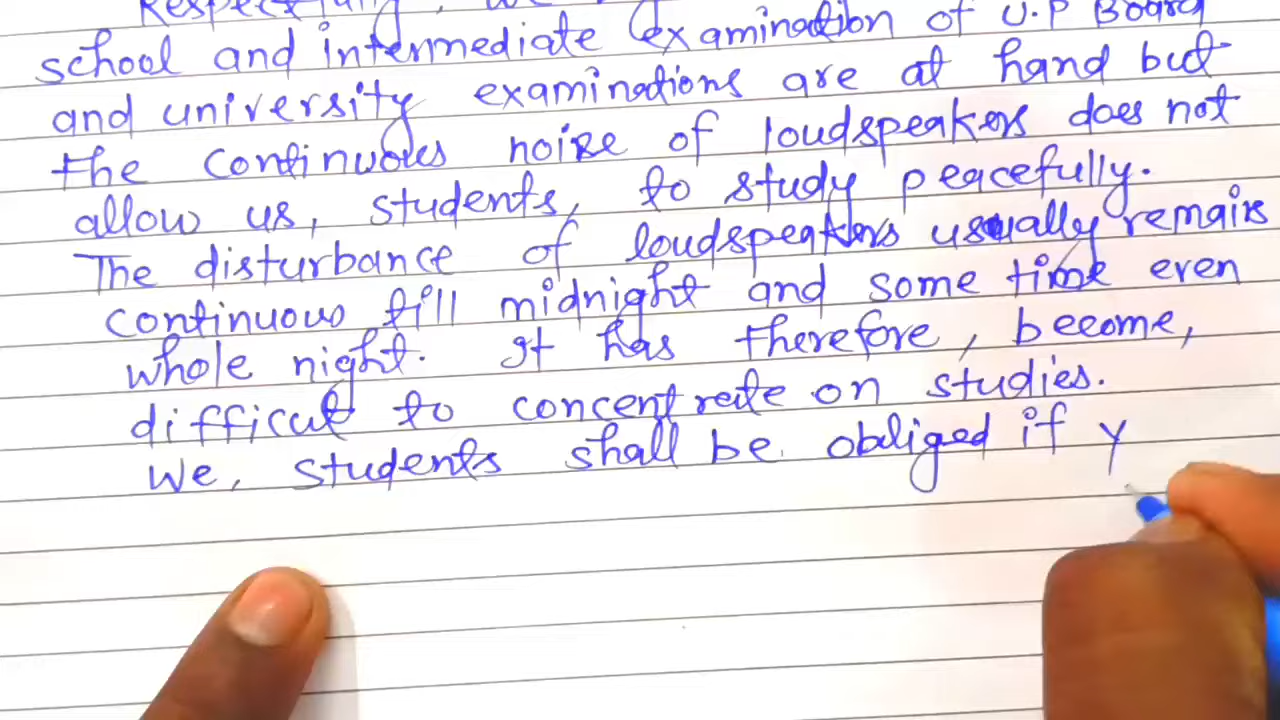 Respectfully, we
school and intermediate examination of U.P Board
and university examinations are at hand but
the continuous noise of loudspeakers does not
allow us, students, to study peacefully.
The disturbance of loudspeakers usually remains
continuous till midnight and some time even
whole night. It has therefore, become,
difficult to concentrate on studies.
We, students shall be obliged if y